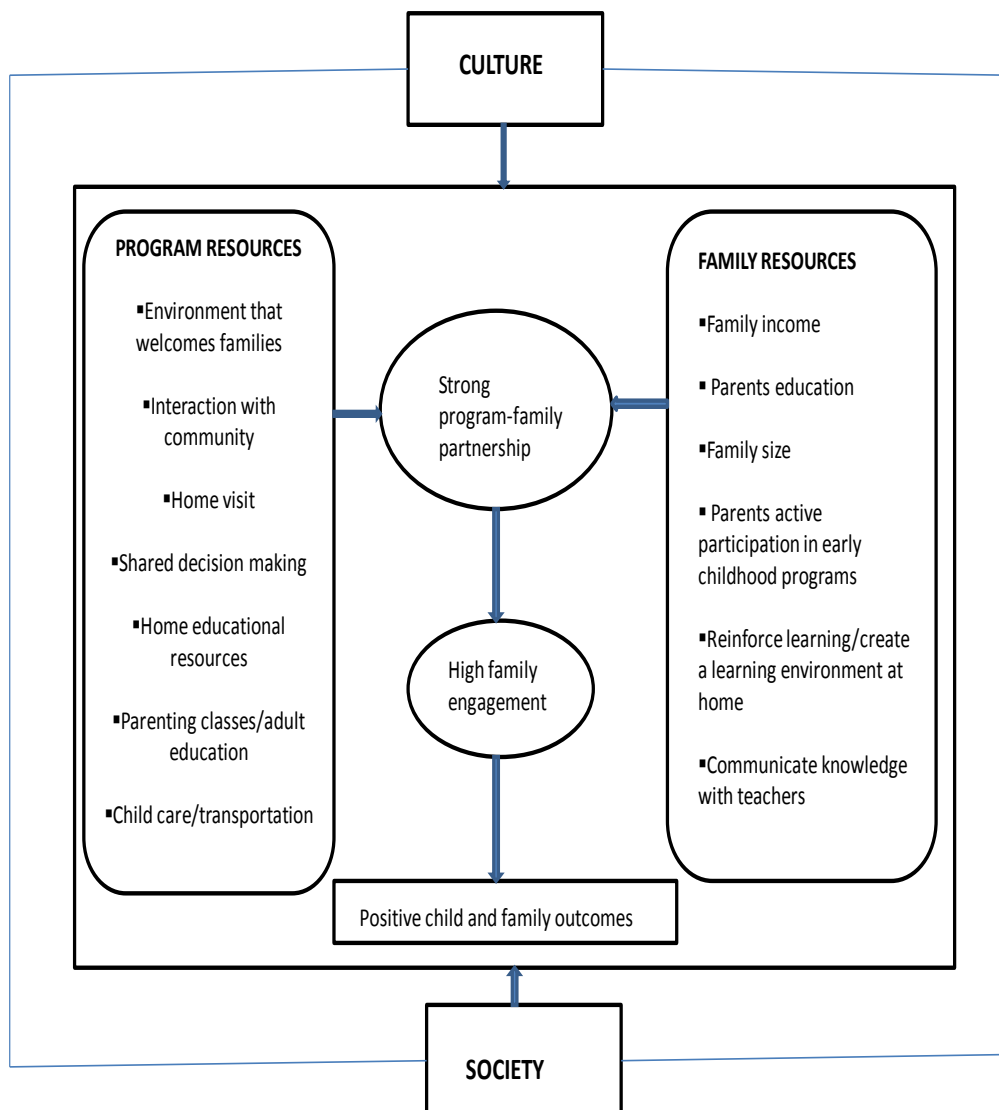 CULTURE
PROGRAM RESOURCES
▪Environment that
welcomes families
▪Interaction with
community
▪Home visit
▪Shared decision making
▪Home educational
resources
▪Parenting classes/adult
education
▪Child care/transportation
Strong
program-family
partnership
High family
engagement
Positive child and family outcomes
FAMILY RESOURCES
▪Family income
▪ Parents education
▪Family size
▪ Parents active
participation in early
childhood programs
▪Reinforce learning/create
a learning environment at
home
▪Communicate knowledge
with teachers
SOCIETY